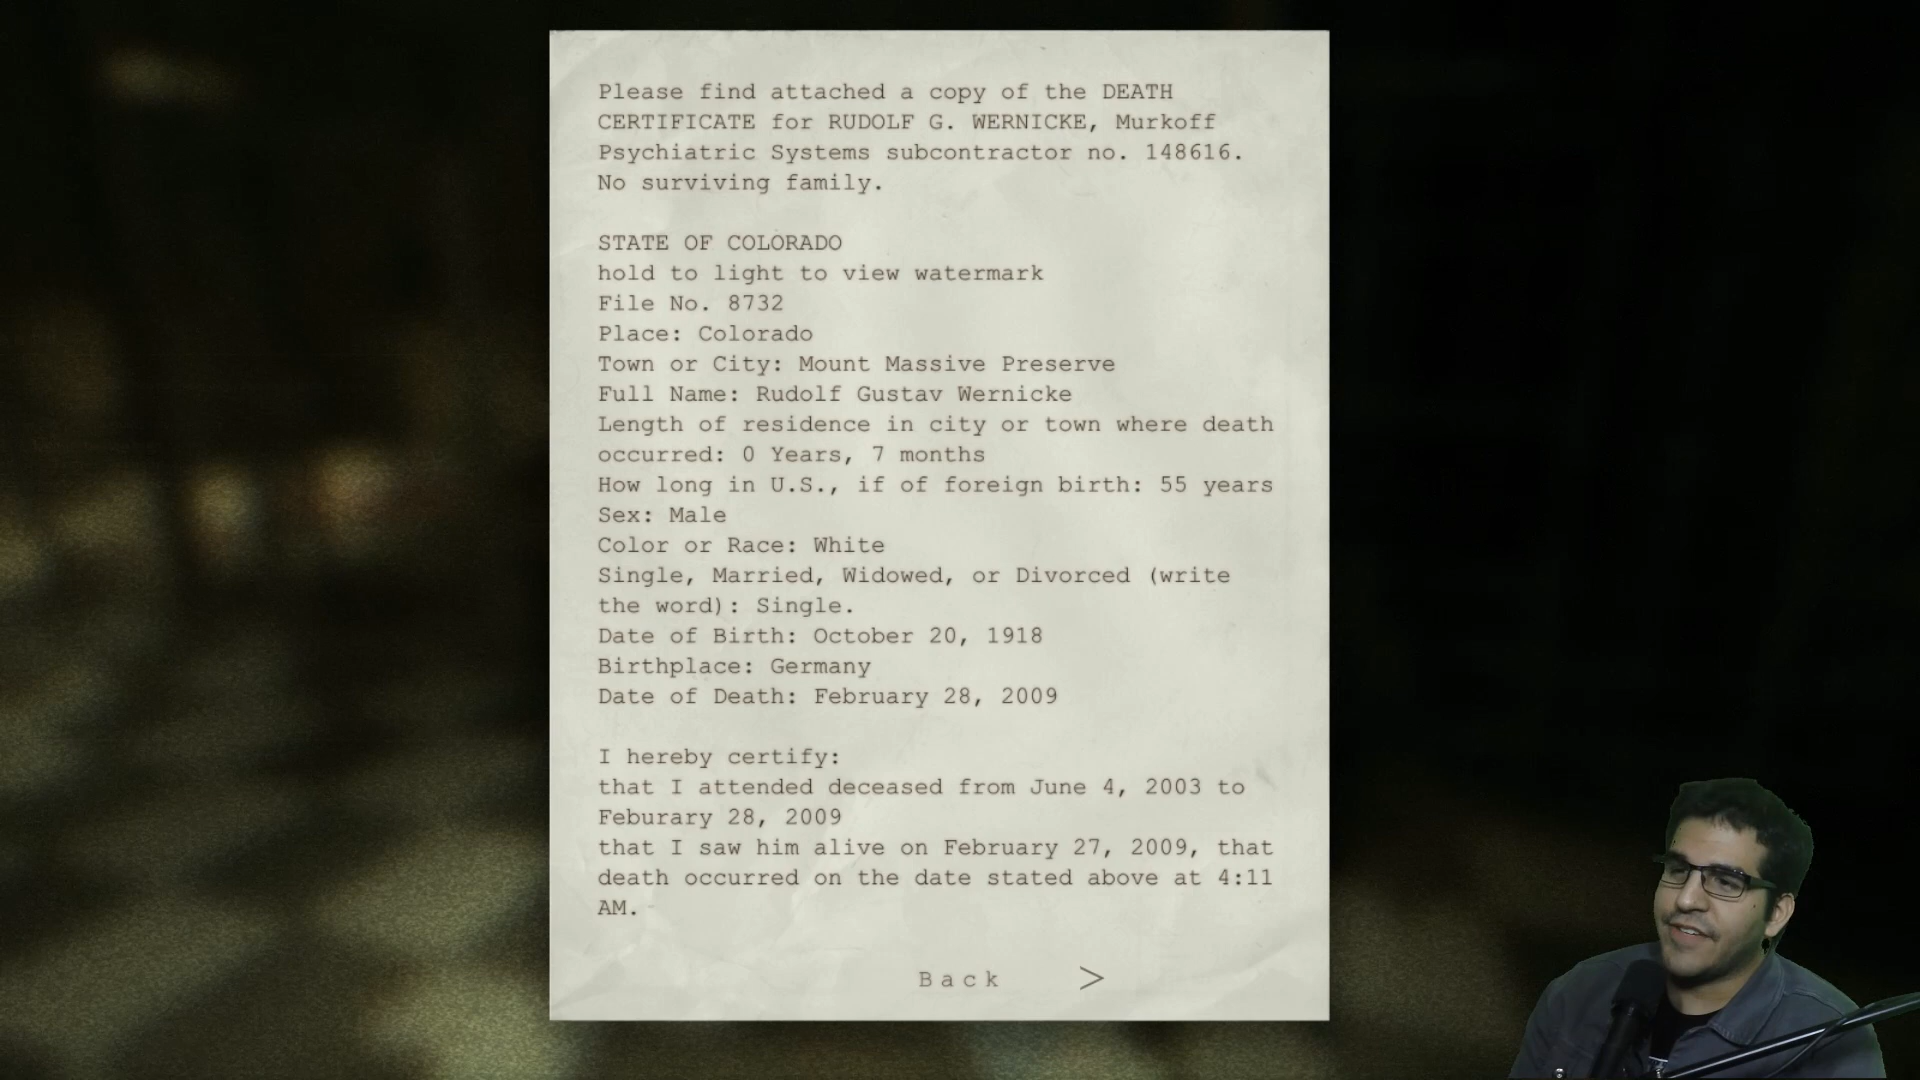 Please find attached a copy of the DEATH
CERTIFICATE for RUDOLF G. WERNICKE, Murkoff
Psychiatric Systems subcontractor no. 148616.
No surviving family.
STATE OF COLORADO
hold to light to view watermark
File No. 8732
Place: Colorado
Town or City: Mount Massive Preserve
Full Name: Rudolf Gustav Wernicke
Length of residence in city or town where death
occurred: 0 Years, 7 months
How long in U.S., if of foreign birth: 55 years
Sex: Male
Color or Race: White
Single, Married, Widowed, or Divorced (write
the word): Single.
Date of Birth: October 20, 1918
Birthplace: Germany
Date of Death: February 28, 2009
I hereby certify:
that I attended deceased from June 4, 2003 to
Feburary 28, 2009
that I saw him alive on February 27, 2009, that
death occurred on the date stated above at 4:11
AM.
Back >